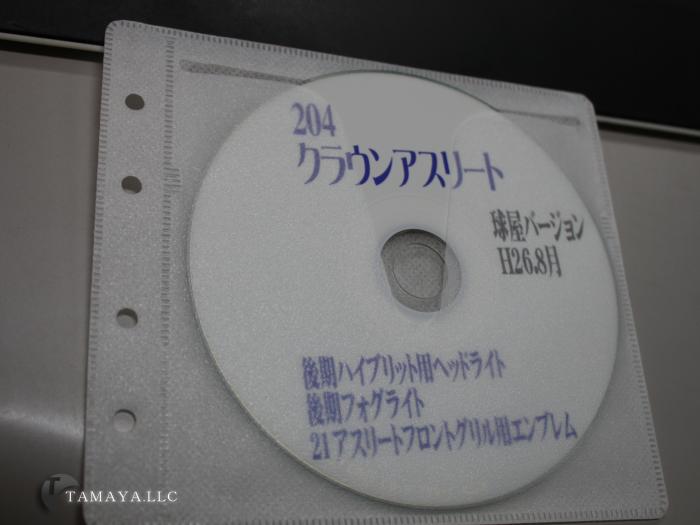 204
クラウンアスリート
球屋バージョン
H26.8月
後期ハイブリット用ヘッドライト
後期フォグライト
21アスリートフロントグリル用エンブレム
TAMAYA.LLC